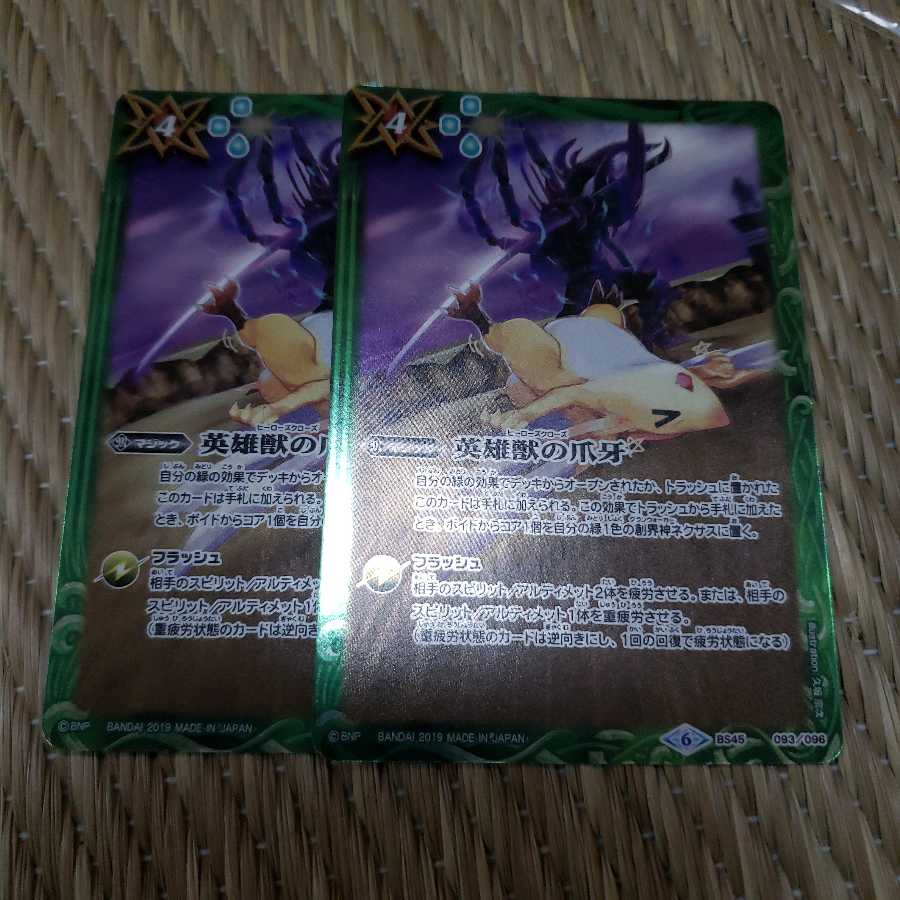 4
マジック
英雄獣の爪
自分の緑の効果でデッキからオー
このカードは手札に加えられる。
とき、ボイドからコア1個を自分
フラッシュ
相手のスピリット/アルティメット
スピリット/アルティメット1
(重疲労状態のカードは逆向き
©BNP BANDAI 2019 MADE IN JAPAN
4
ヒーローズクローズ
英雄獣の爪牙
自分の緑の効果でデッキからオープンされたか、トラッシュに置かれた
このカードは手札に加えられる。この効果でトラッシュから手札に加えた
とき、ボイドからコア1個を自分の緑1色の創界神ネクサスに置く。
フラッシュ
相手のスピリット/アルティメット2体を疲労させる。または、相手の
スピリット/アルティメット1体を重疲労させる。
(重疲労状態のカードは逆向きにし、1回の回復で疲労状態になる)
©BNP BANDAI 2019 MADE IN JAPAN
6 BS45 093/096
Illustration